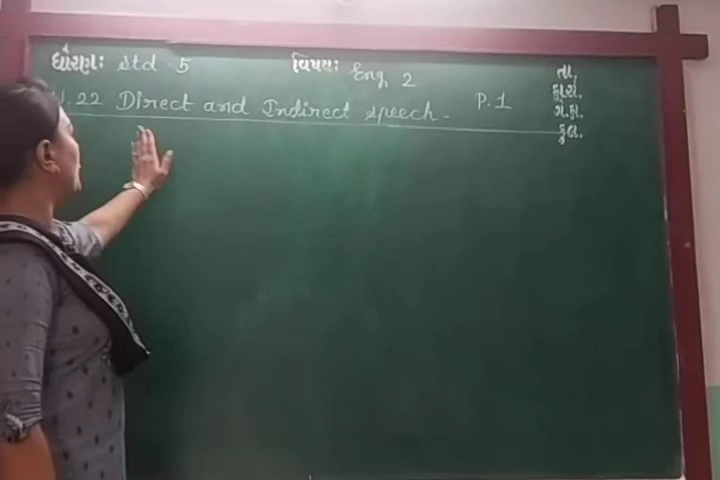 ધોરણ: Std - 5 વિષય: Eng 2 તા.
.22 Direct and Indirect speech. P.1
ક્રા.સં.
ગે.હા.
કુલ.